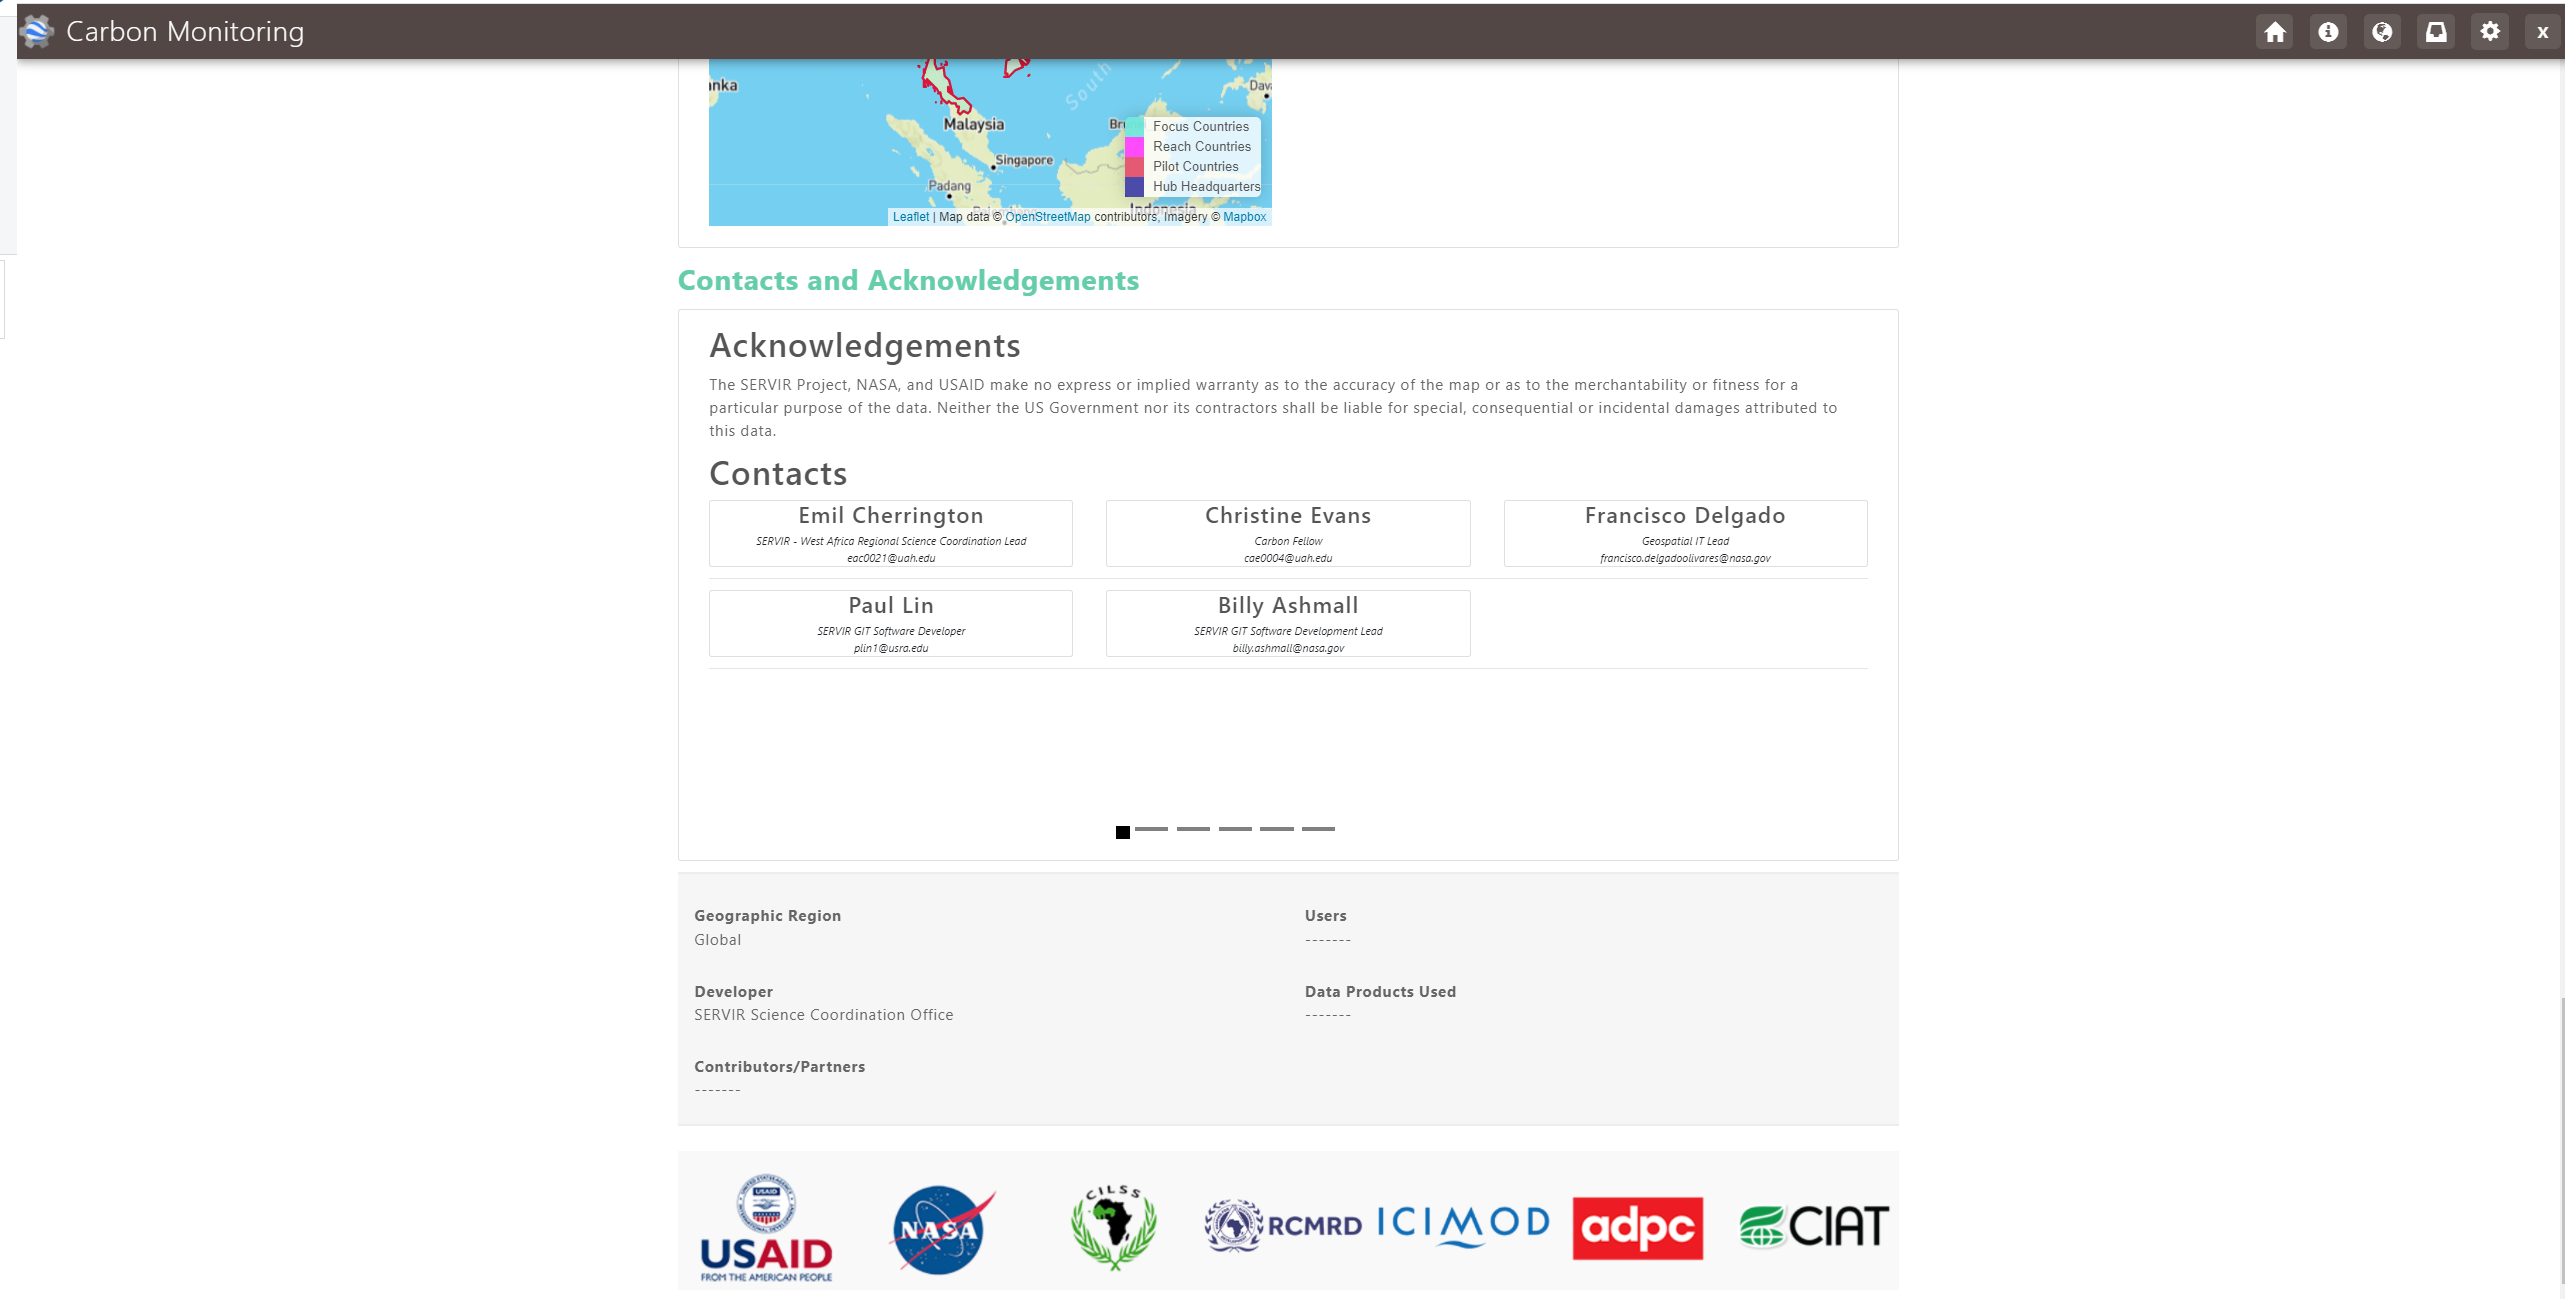 Carbon Monitoring
x
South
Malaysia
Singapore
Padang
Focus Countries
Reach Countries
Pilot Countries
Hub Headquarters
Indonesia
Leaflet | Map data © OpenStreetMap contributors, Imagery © Mapbox
Contacts and Acknowledgements
Acknowledgements
The SERVIR Project, NASA, and USAID make no express or implied warranty as to the accuracy of the map or as to the merchantability or fitness for a
particular purpose of the data. Neither the US Government nor its contractors shall be liable for special, consequential or incidental damages attributed to
this data.
Contacts
Emil Cherrington
SERVIR - West Africa Regional Science Coordination Lead
eac0021@uah.edu
Christine Evans
Carbon Fellow
cae0004@uah.edu
Francisco Delgado
Geospatial IT Lead
francisco.delgadoolivares@nasa.gov
Paul Lin
SERVIR GIT Software Developer
plin1@usra.edu
Billy Ashmall
SERVIR GIT Software Development Lead
billy.ashmall@nasa.gov
Geographic Region
Global
Users
-------
Developer
SERVIR Science Coordination Office
Data Products Used
-------
Contributors/Partners
-------
USAID
USAID
FROM THE AMERICAN PEOPLE
NASA
CILSS
RCMRD
ICIMOD
adpc
CIAT